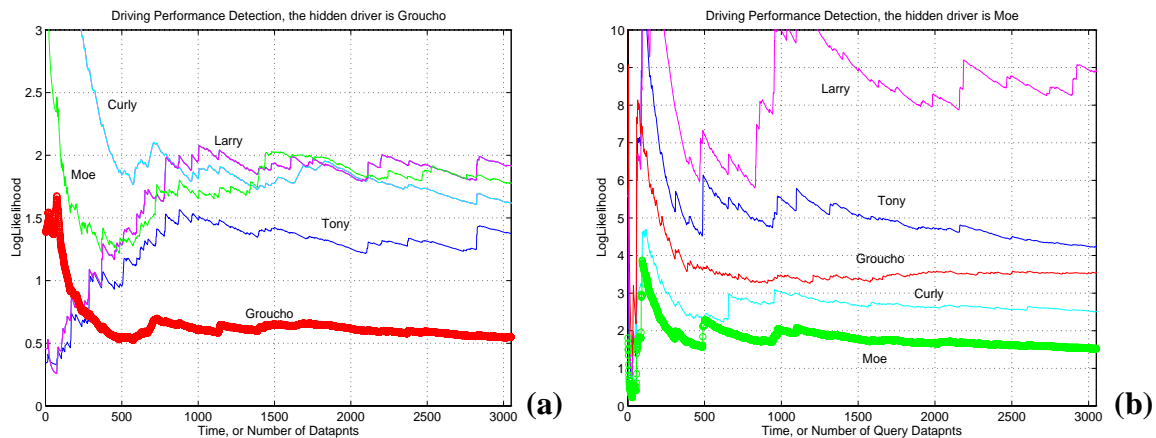 Driving Performance Detection, the hidden driver is Groucho
3
2.5
2
1.5
1
0.5
0
LogLikelihood
Curly
Larry
Moe
Tony
Groucho
0 500 1000 1500 2000 2500 3000
Time, or Number of Datapnts
(a)
Driving Performance Detection, the hidden driver is Moe
10
9
8
7
6
5
4
3
2
1
0
LogLikelihood
Larry
Tony
Groucho
Curly
Moe
0 500 1000 1500 2000 2500 3000
Time, or Number of Query Datapnts
(b)